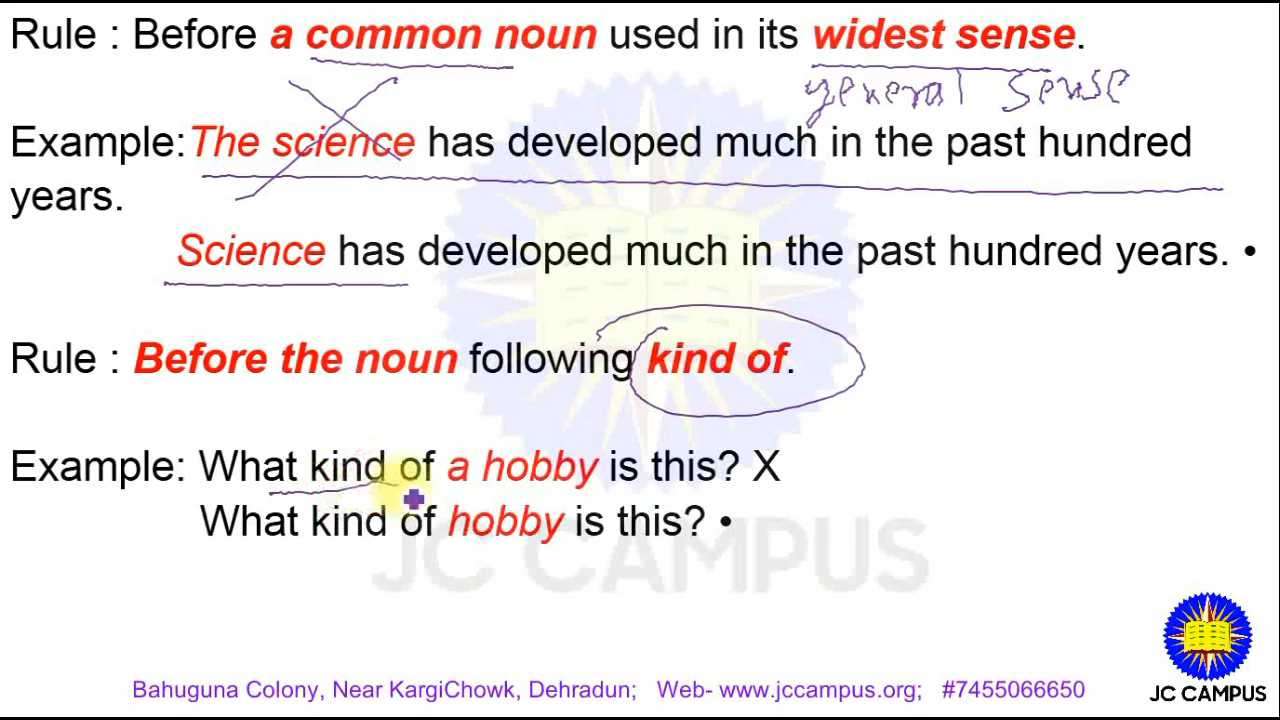 Rule : Before a common noun used in its widest sense.
general sense
Example: The science has developed much in the past hundred
years.
Science has developed much in the past hundred years. •
Rule : Before the noun following kind of.
Example: What kind of a hobby is this? X
What kind of hobby is this? •
JC CAMPUS
Bahuguna Colony, Near KargiChowk, Dehradun; Web- www.jccampus.org; #7455066650
JC CAMPUS